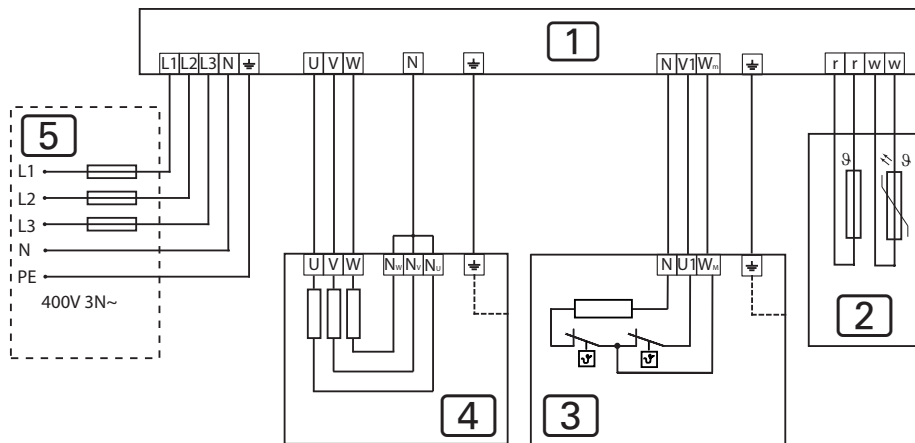 1
L1 L2 L3 N U V W N N V1 Wm r r w w
5
L1
L2
L3
N
PE
400V 3N~
ϑ ϑ
U V W NW NV NU N U1 WM
2
ϑ ϑ
4 3